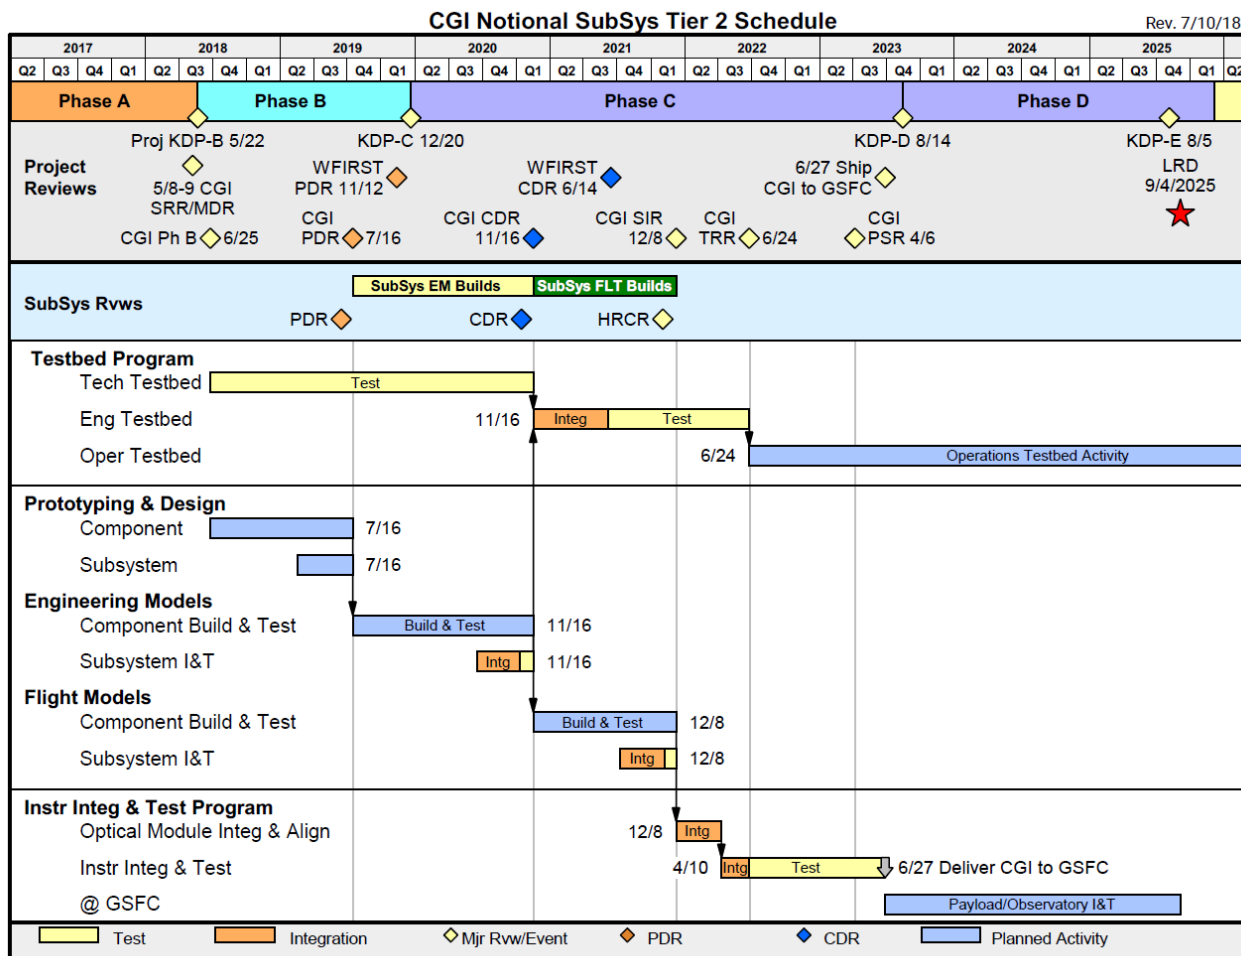 CGI Notional SubSys Tier 2 Schedule
Rev. 7/10/18
2017 2018 2019 2020 2021 2022 2023 2024 2025
Q2 Q3 Q4 Q1 Q2 Q3 Q4 Q1 Q2 Q3 Q4 Q1 Q2 Q3 Q4 Q1 Q2 Q3 Q4 Q1 Q2 Q3 Q4 Q1 Q2 Q3 Q4 Q1 Q2 Q3 Q4 Q1 Q2 Q3 Q4 Q1 Q2
Phase A Phase B Phase C Phase D
Proj KDP-B 5/22 KDP-C 12/20 KDP-D 8/14 KDP-E 8/5
Project
Reviews
5/8-9 CGI
SRR/MDR
WFIRST
PDR 11/12
WFIRST
CDR 6/14
6/27 Ship
CGI to GSFC
LRD
9/4/2025
CGI Ph B 6/25
CGI
PDR 7/16
CGI CDR
11/16
CGI SIR
12/8
CGI
TRR 6/24
CGI
PSR 4/6
SubSys Rvws
SubSys EM Builds SubSys FLT Builds
PDR CDR HRCR
Testbed Program
Tech Testbed Test
Eng Testbed 11/16 Integ Test
Oper Testbed 6/24 Operations Testbed Activity
Prototyping & Design
Component 7/16
Subsystem 7/16
Engineering Models
Component Build & Test Build & Test 11/16
Subsystem I&T Intg 11/16
Flight Models
Component Build & Test Build & Test 12/8
Subsystem I&T Intg 12/8
Instr Integ & Test Program
Optical Module Integ & Align 12/8 Intg
Instr Integ & Test 4/10 Intg Test 6/27 Deliver CGI to GSFC
@ GSFC Payload/Observatory I&T
Test Integration Mjr Rvw/Event PDR CDR Planned Activity